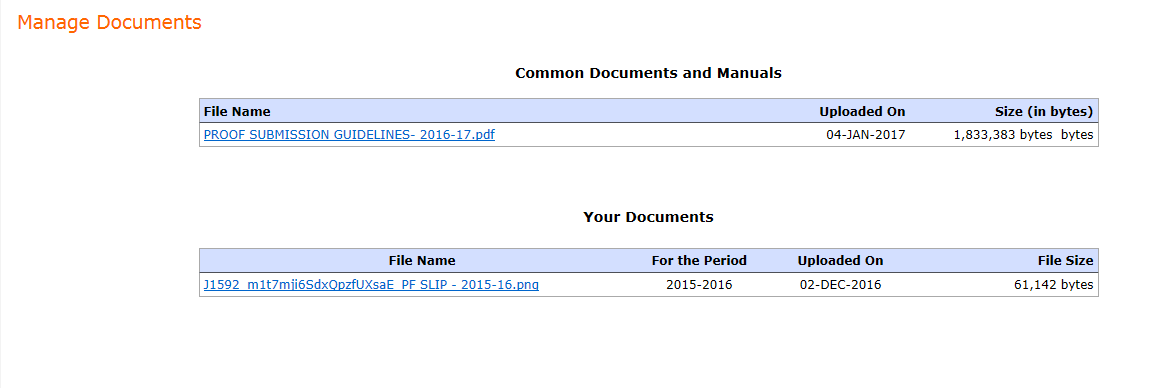 Manage Documents
Common Documents and Manuals
File Name Uploaded On Size (in bytes)
PROOF SUBMISSION GUIDELINES- 2016-17.pdf 04-JAN-2017 1,833,383 bytes bytes
Your Documents
File Name For the Period Uploaded On File Size
J1592_m1t7mji6SdxQpzfUXsaE_PF SLIP - 2015-16.png 2015-2016 02-DEC-2016 61,142 bytes